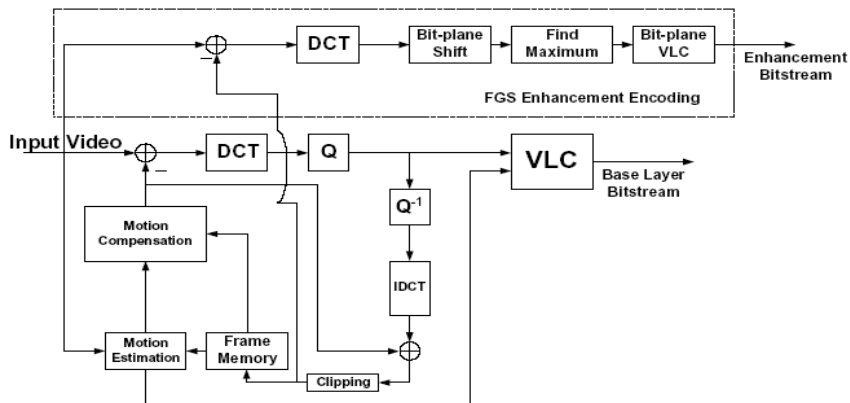 DCT
Bit-plane
Shift
Find
Maximum
Bit-plane
VLC
Enhancement
Bitstream
FGS Enhancement Encoding
Input Video
DCT
Q
VLC
Base Layer
Bitstream
Q-1
Motion
Compensation
IDCT
Motion
Estimation
Frame
Memory
Clipping